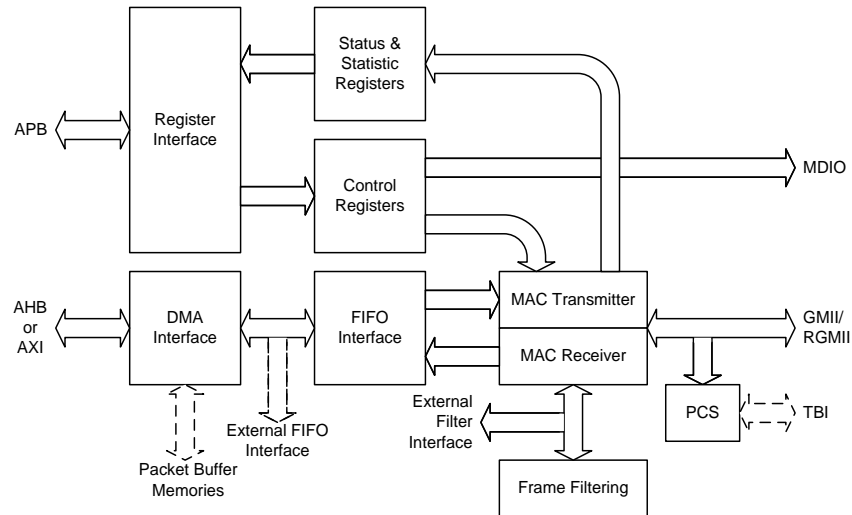 Status &
Statistic
Registers
APB
Register
Interface
MDIO
Control
Registers
AHB
or
AXI
DMA
Interface
FIFO
Interface
MAC Transmitter
MAC Receiver
GMII/
RGMII
External
Filter
Interface
PCS
TBI
External FIFO
Interface
Packet Buffer
Memories
Frame Filtering